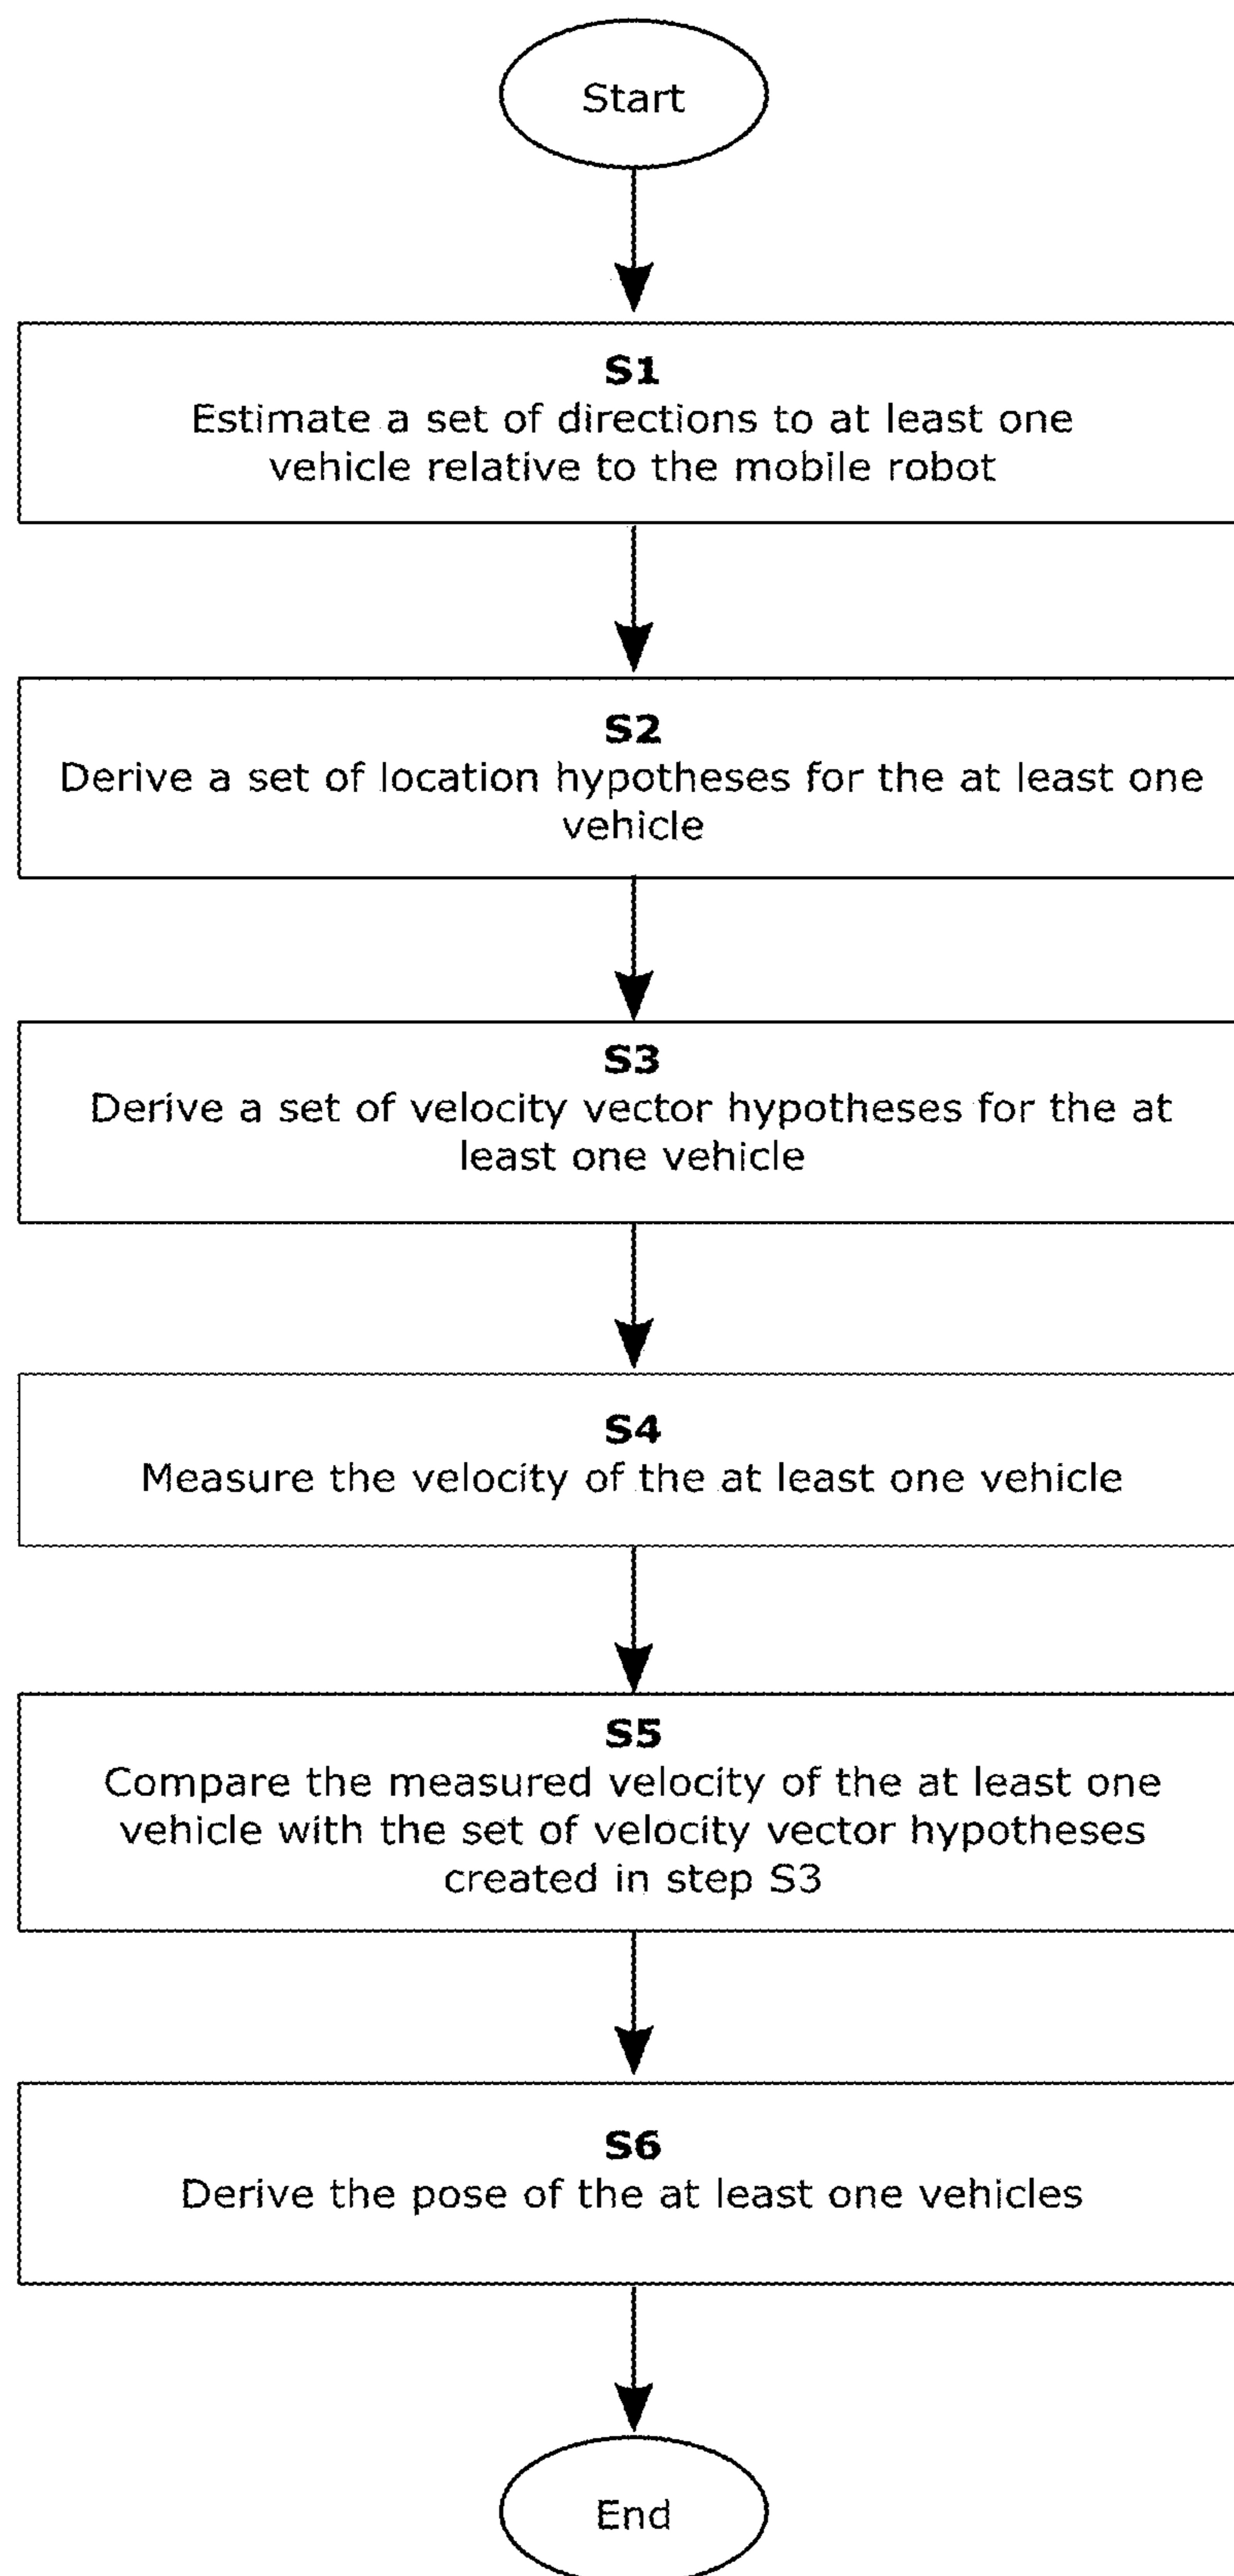 Start
S1
Estimate a set of directions to at least one
vehicle relative to the mobile robot
S2
Derive a set of location hypotheses for the at least one
vehicle
S3
Derive a set of velocity vector hypotheses for the at
least one vehicle
S4
Measure the velocity of the at least one vehicle
S5
Compare the measured velocity of the at least one
vehicle with the set of velocity vector hypotheses
created in step S3
S6
Derive the pose of the at least one vehicles
End